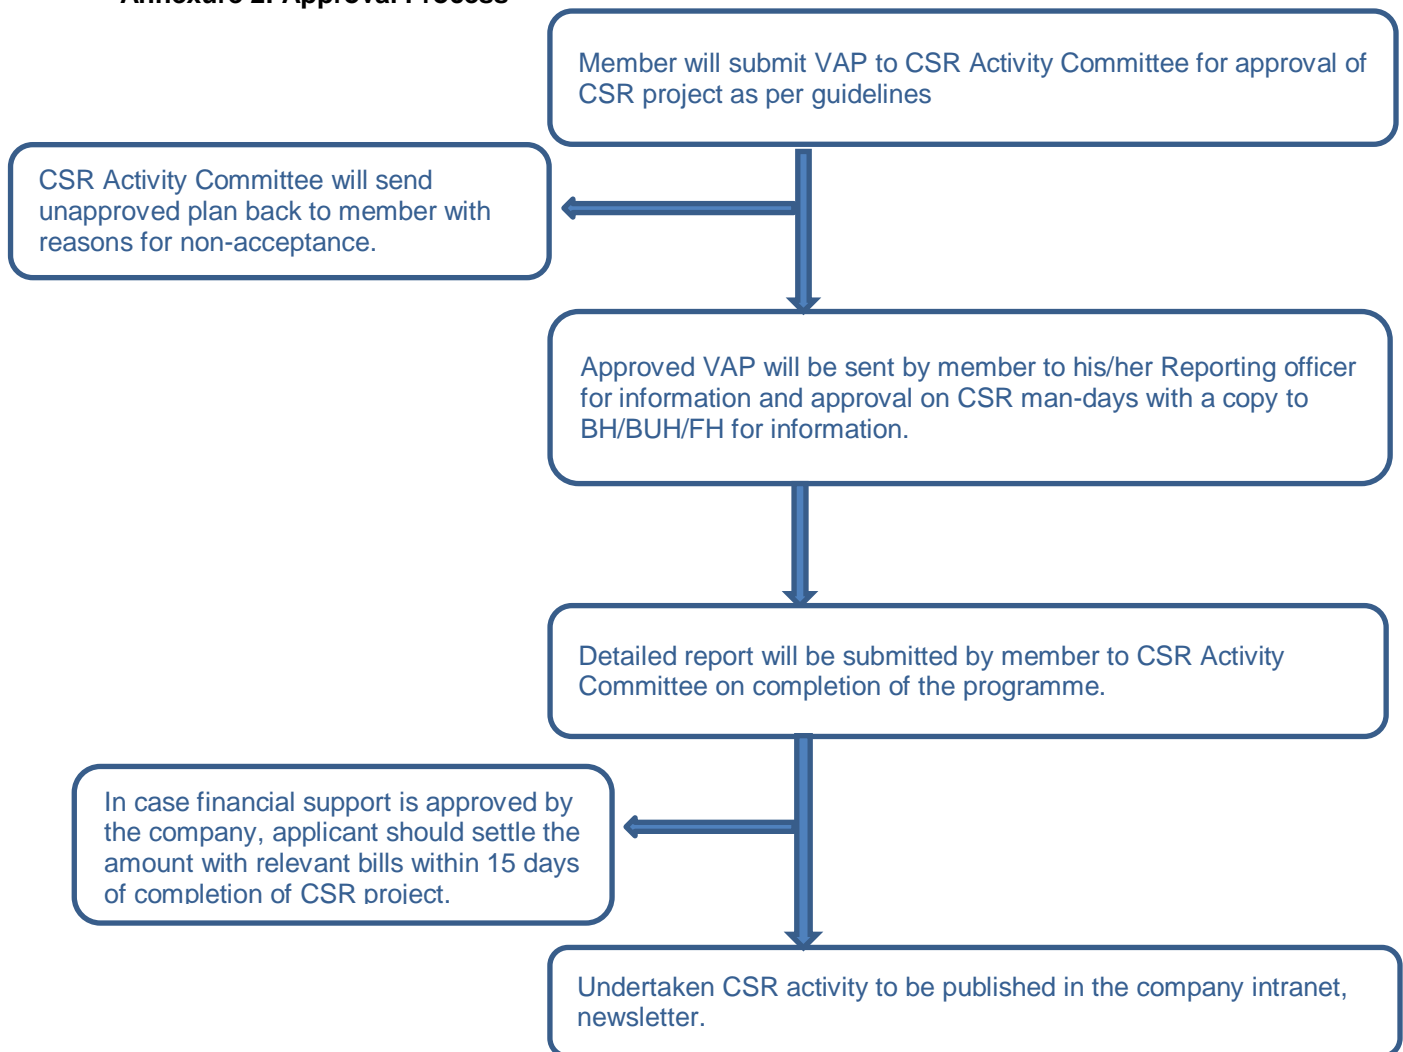 Annexure 2: Approval Process
Member will submit VAP to CSR Activity Committee for approval of
CSR project as per guidelines
CSR Activity Committee will send
unapproved plan back to member with
reasons for non-acceptance.
Approved VAP will be sent by member to his/her Reporting officer
for information and approval on CSR man-days with a copy to
BH/BUH/FH for information.
Detailed report will be submitted by member to CSR Activity
Committee on completion of the programme.
In case financial support is approved by
the company, applicant should settle the
amount with relevant bills within 15 days
of completion of CSR project.
Undertaken CSR activity to be published in the company intranet,
newsletter.